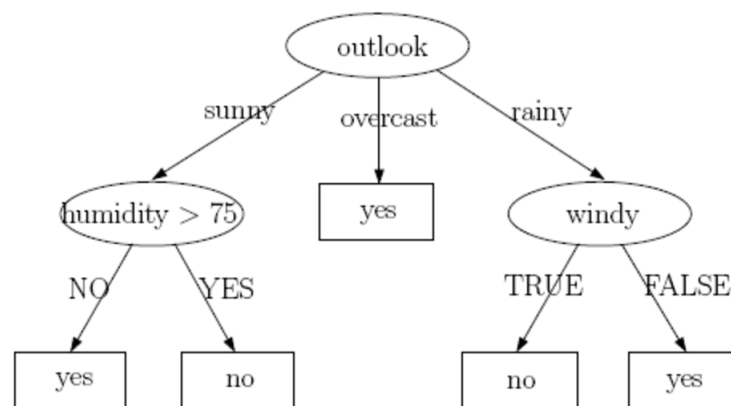 outlook
sunny overcast rainy
humidity > 75 yes windy
NO YES TRUE FALSE
yes no no yes